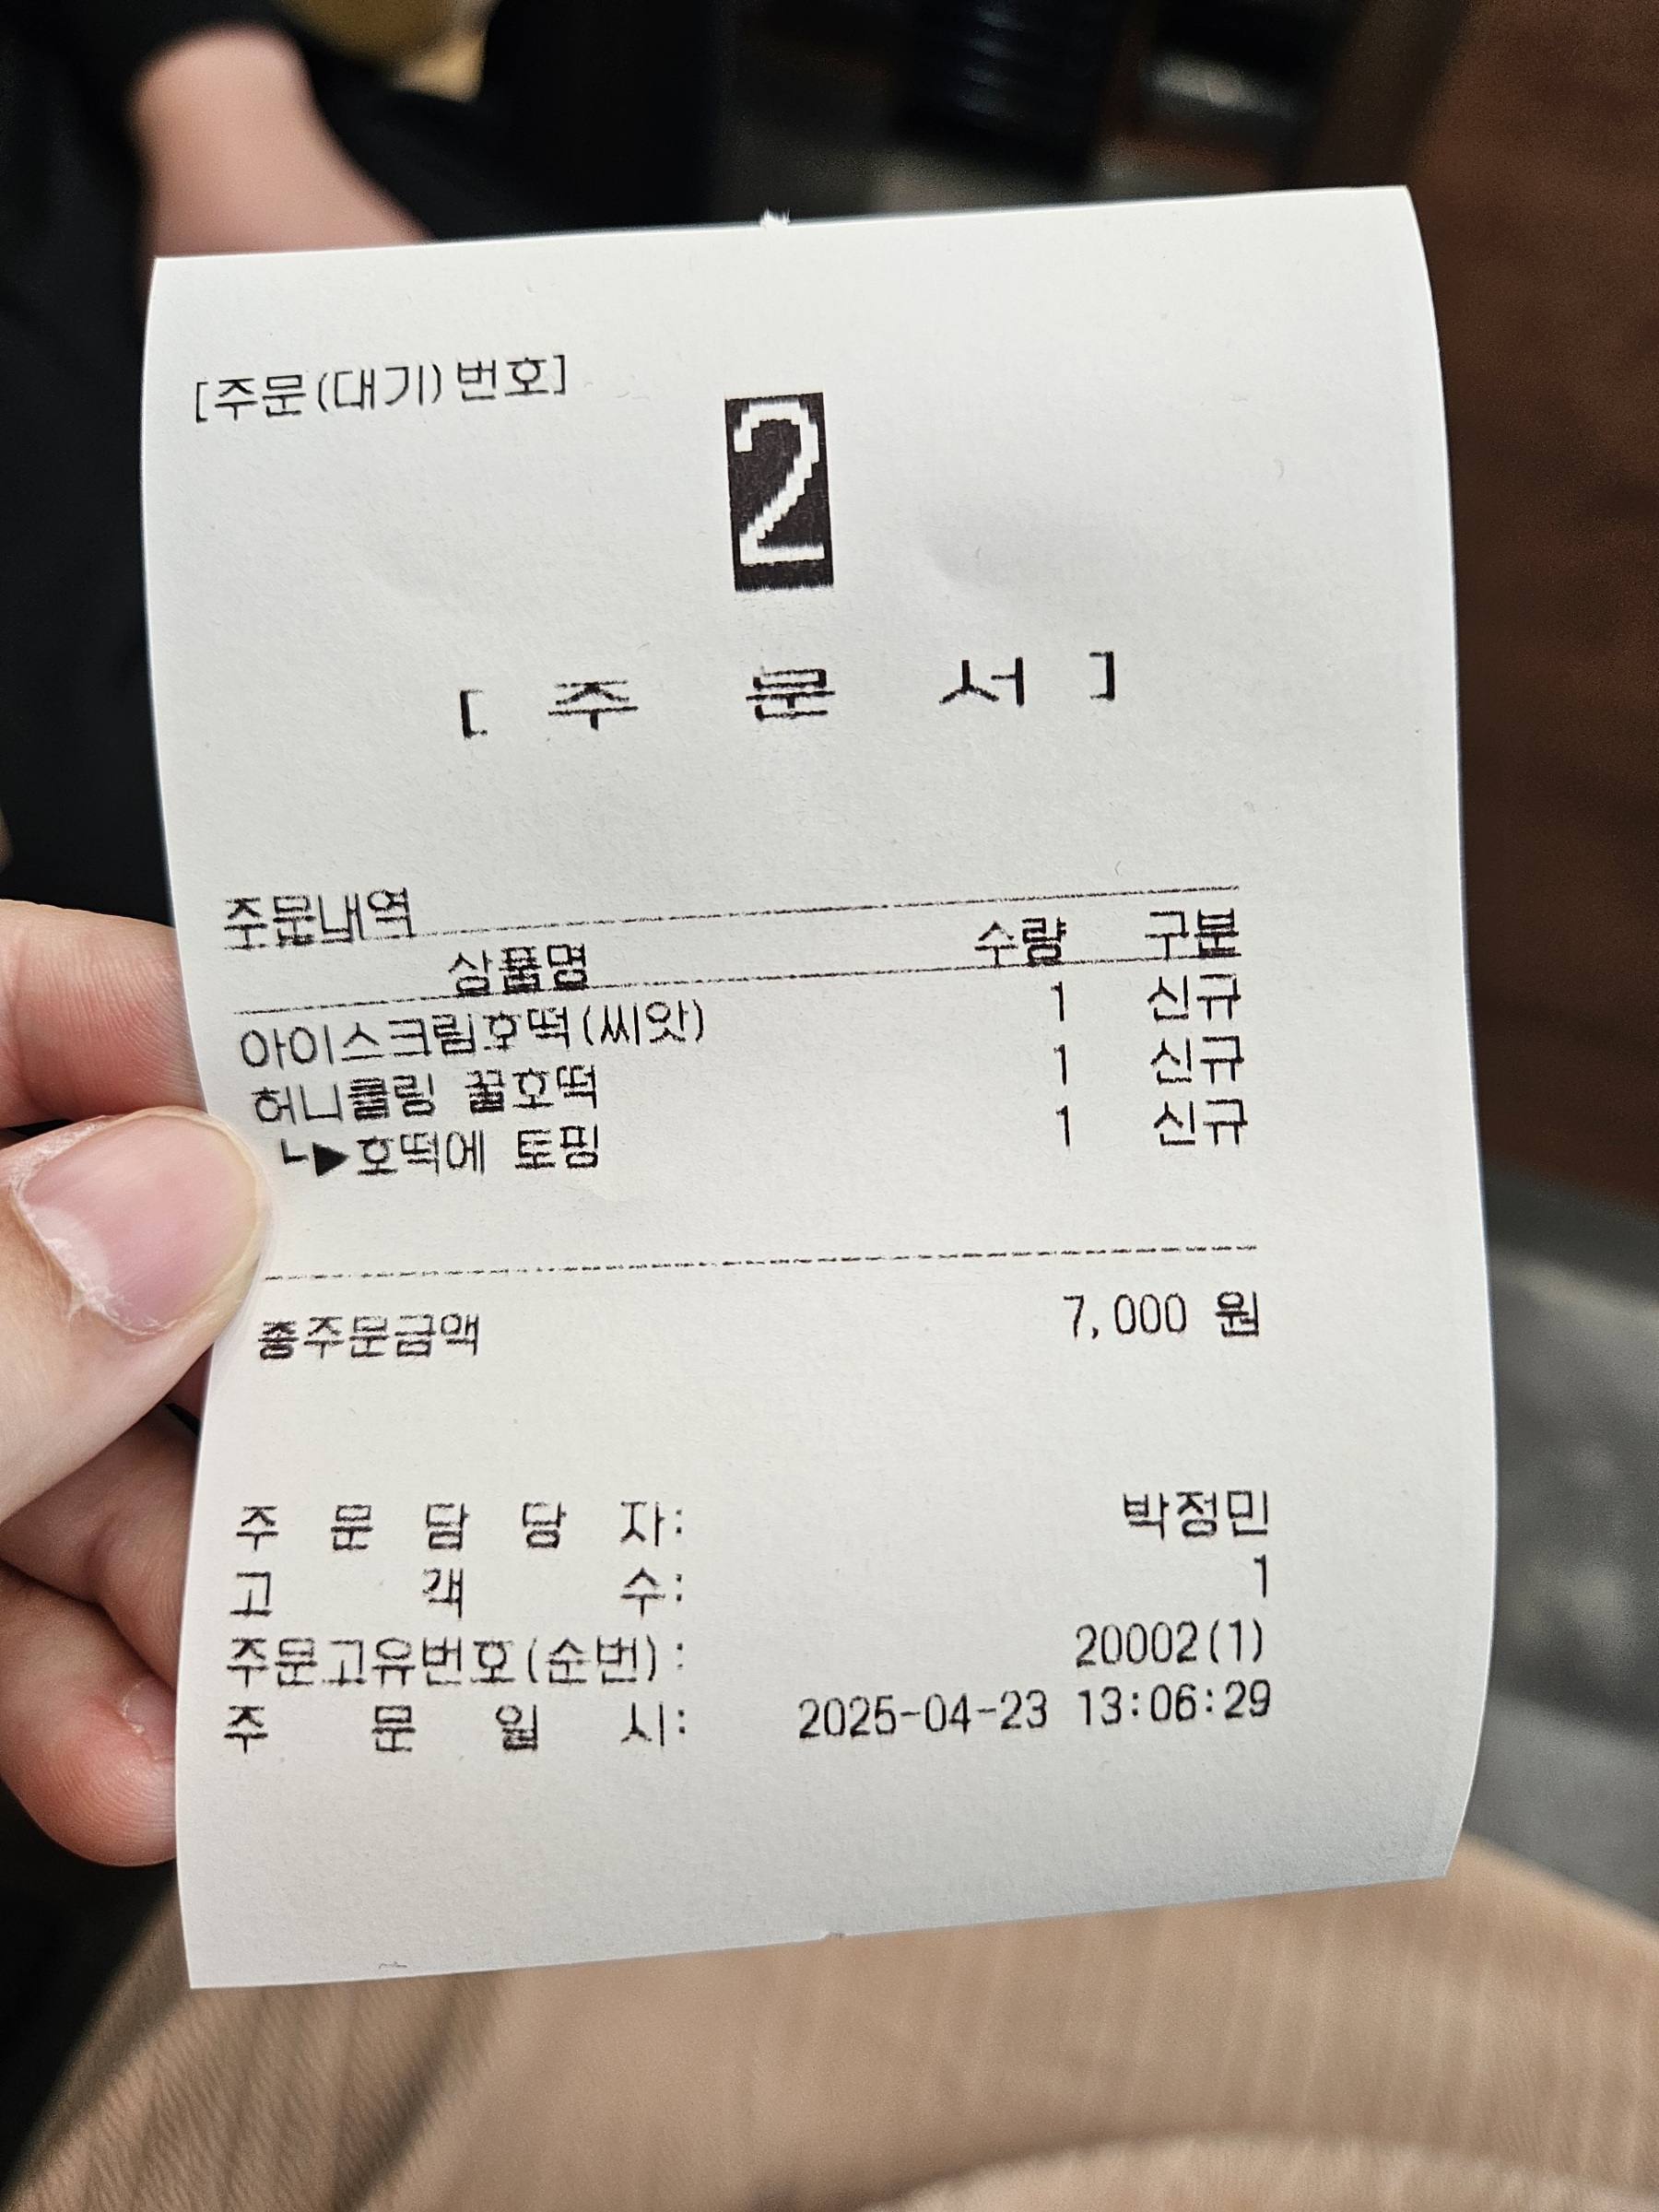 [주문(대기)번호]
2
[ 주 문 서 ]
주문내역
상품명 수량 구분
아이스크림호떡(씨앗) 1 신규
허니클링 꿀호떡 1 신규
┗▶호떡에 토핑 1 신규
총주문금액 7,000 원
주 문 담 당 자: 박정민
고 객 수: 1
주문고유번호(순번): 20002(1)
주 문 일 시: 2025-04-23 13:06:29